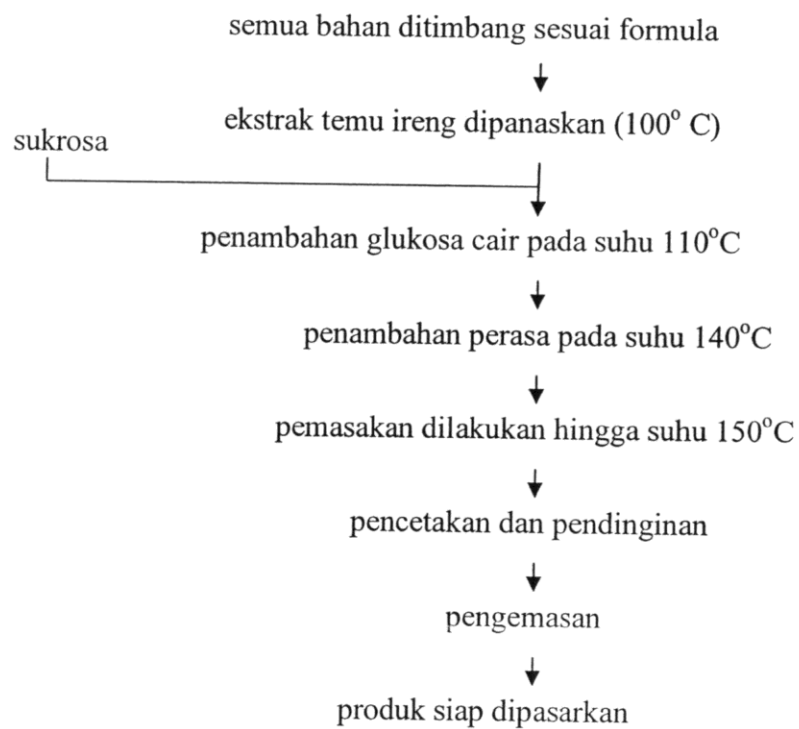 semua bahan ditimbang sesuai formula
ekstrak temu ireng dipanaskan (100° C)
sukrosa
penambahan glukosa cair pada suhu 110°C
penambahan perasa pada suhu 140°C
pemasakan dilakukan hingga suhu 150°C
pencetakan dan pendinginan
pengemasan
produk siap dipasarkan